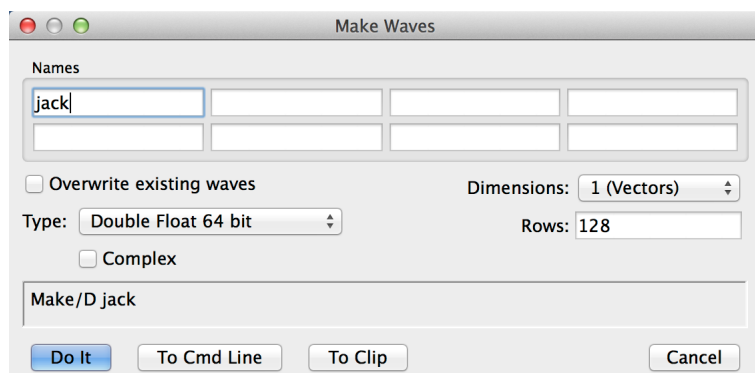 Make Waves
Names
jack
Overwrite existing waves
Dimensions: 1 (Vectors)
Type: Double Float 64 bit
Rows: 128
Complex
Make/D jack
Do It To Cmd Line To Clip Cancel